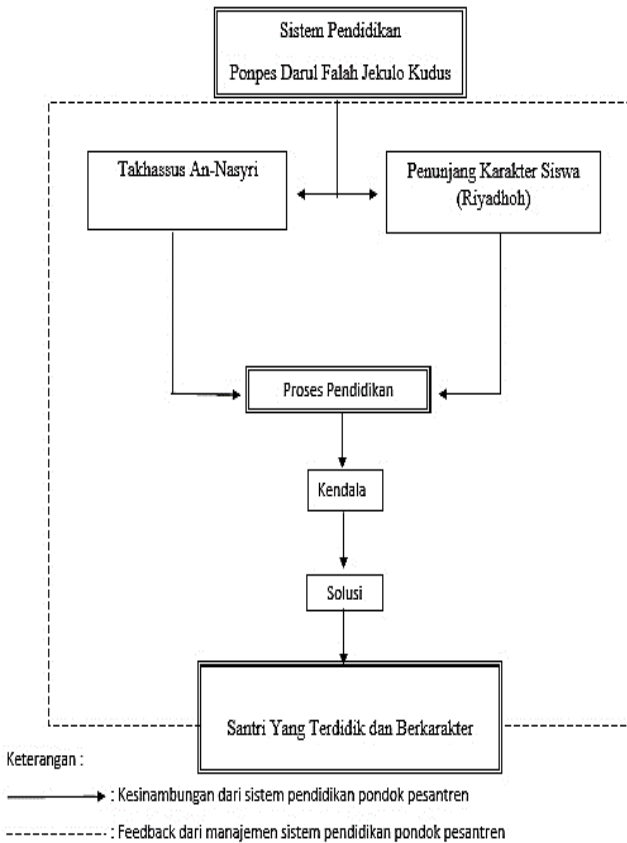 Sistem Pendidikan
Ponpes Darul Falah Jekulo Kudus
Takhassus An-Nasyri
Penunjang Karakter Siswa
(Riyadhoh)
Proses Pendidikan
Kendala
Solusi
Santri Yang Terdidik dan Berkarakter
Keterangan :
: Kesinambungan dari sistem pendidikan pondok pesantren
: Feedback dari manajemen sistem pendidikan pondok pesantren